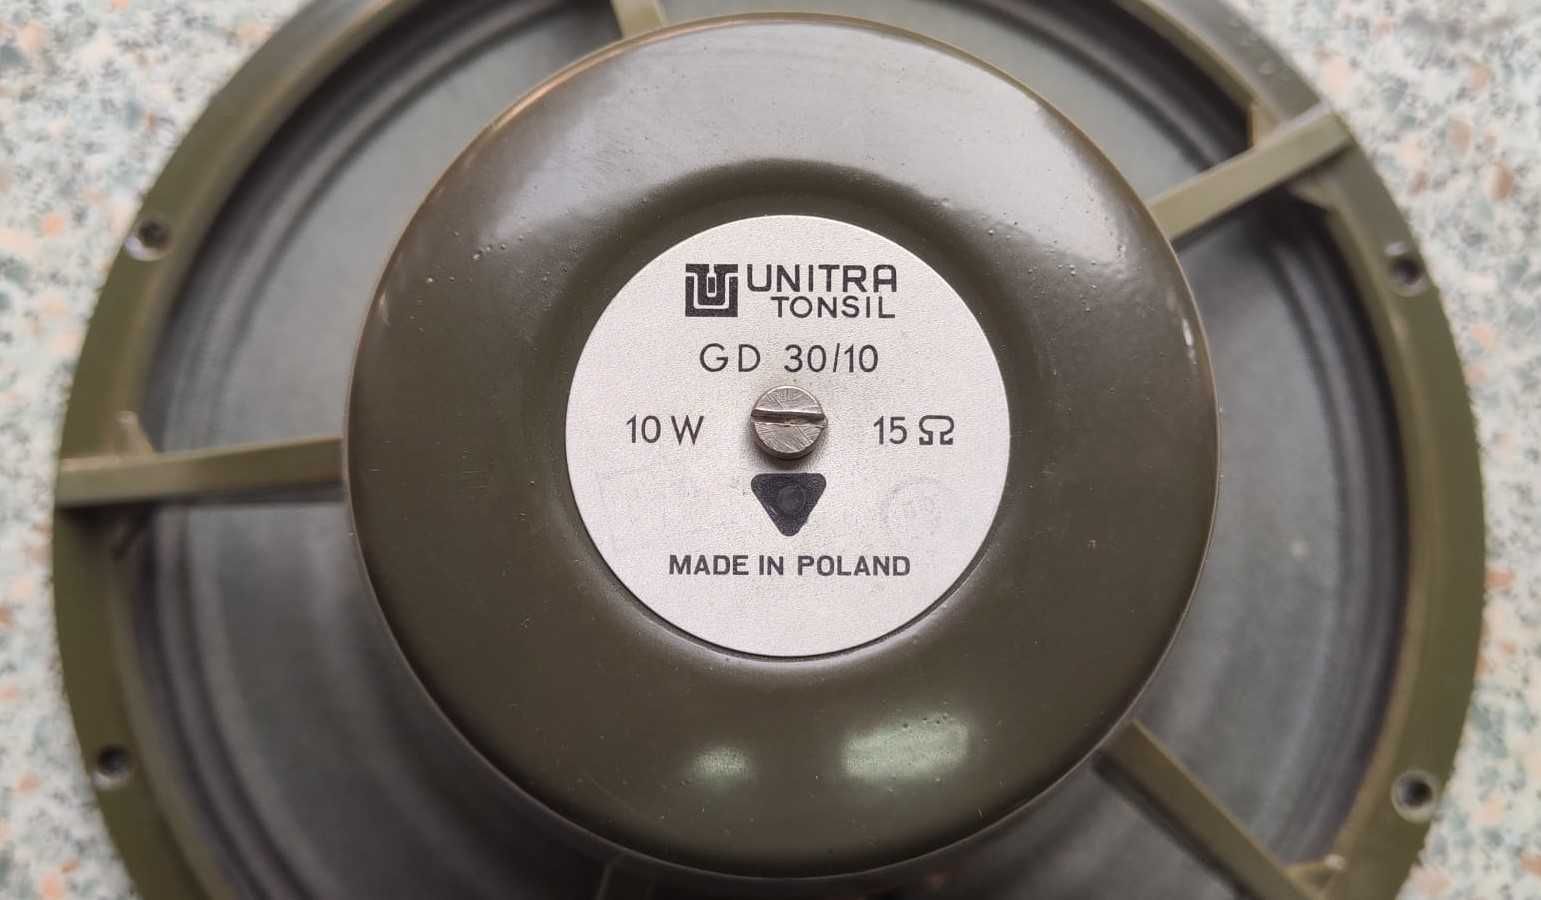 UNITRA
TONSIL
GD 30/10
10 W 15 Ω
MADE IN POLAND